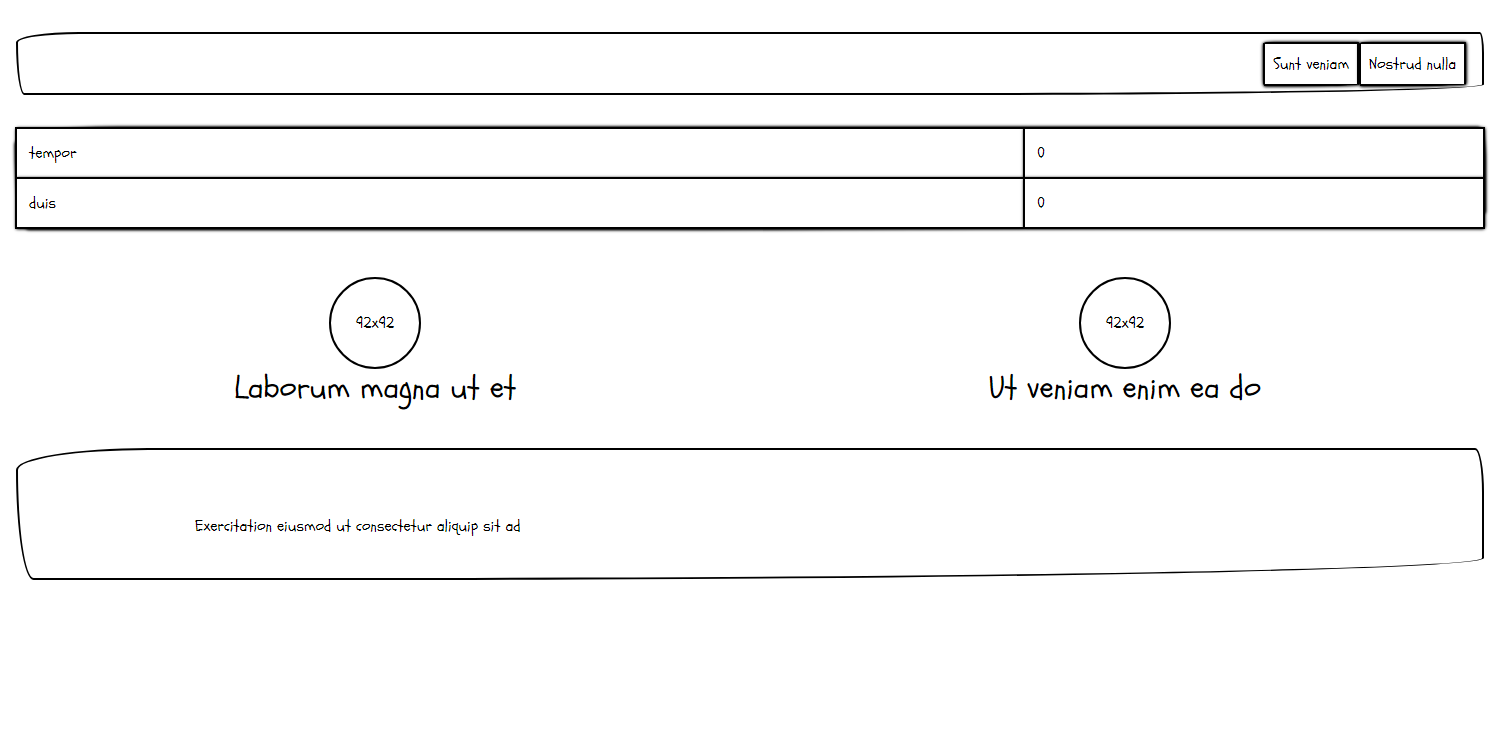 Sunt veniam Nostrud nulla
tempor 0
duis 0
92x92 92x92
Laborum magna ut et Ut veniam enim ea do
Exercitation eiusmod ut consectetur aliquip sit ad